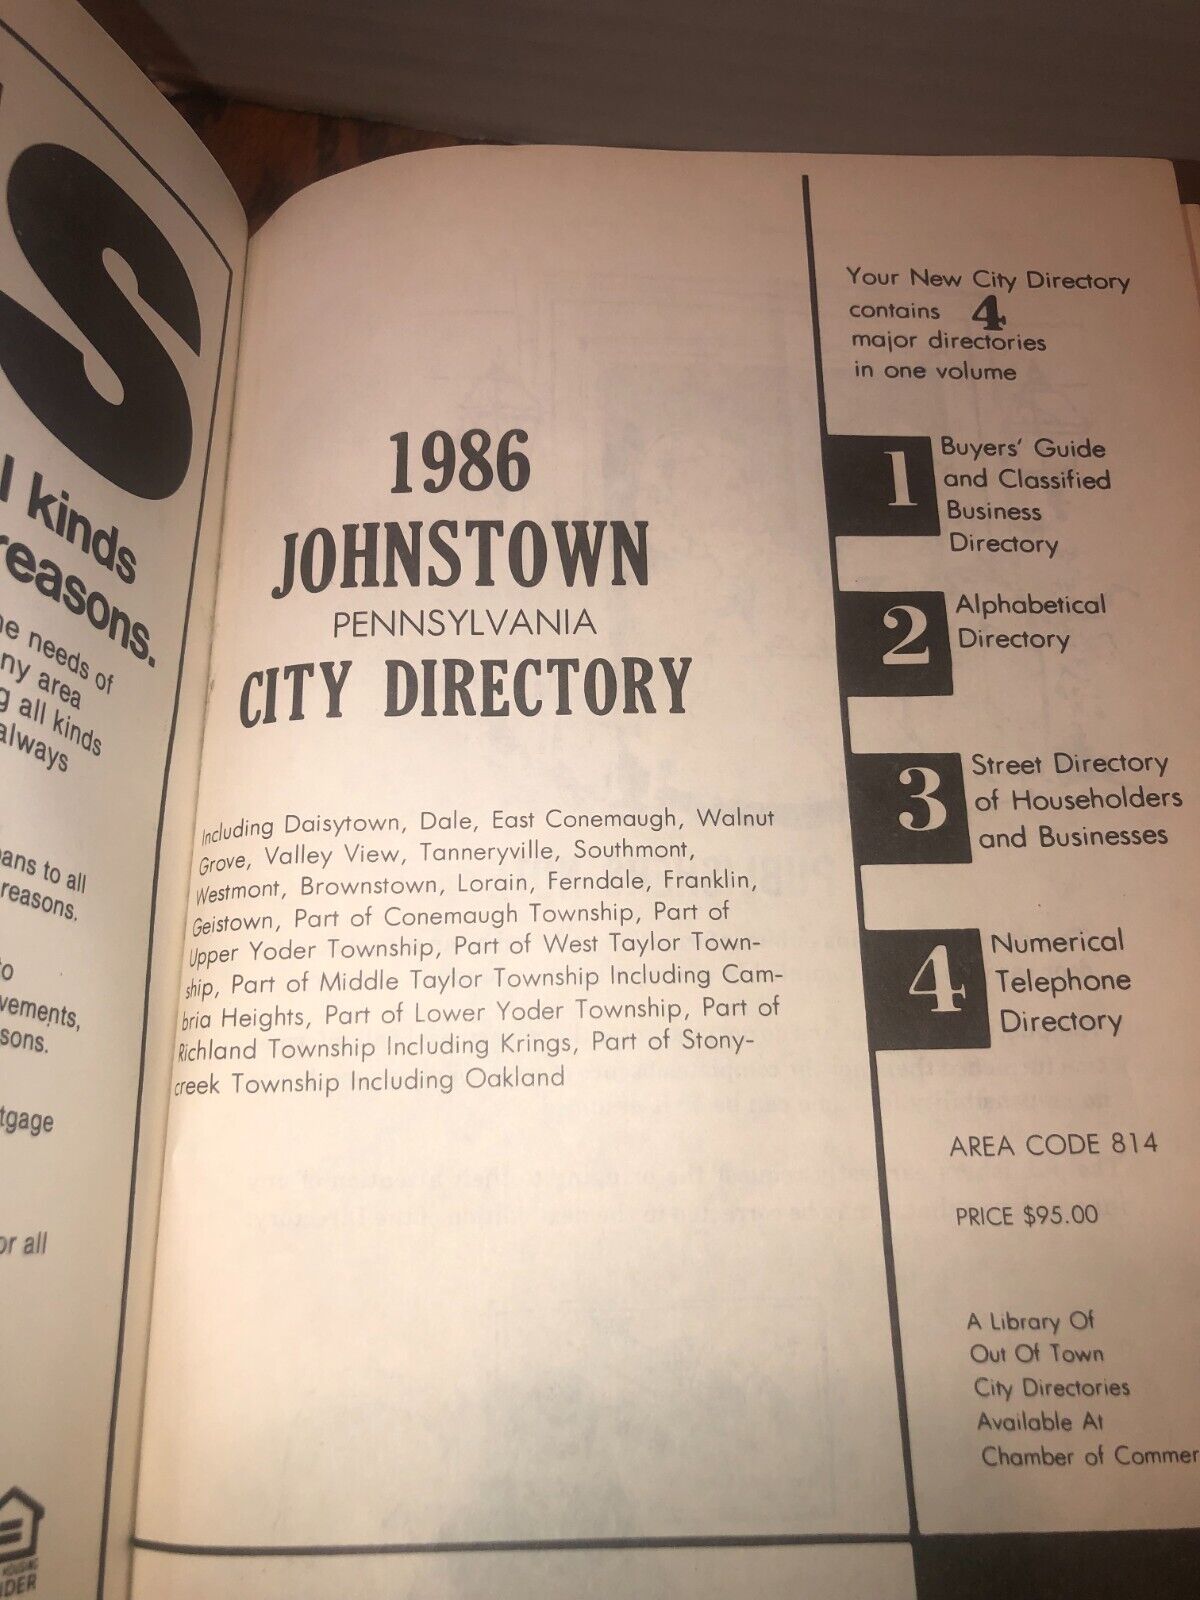 S
l kinds
reasons.
needs of
ny area
g all kinds
always
ans to all
reasons.
to
vements,
sons.
tgage
or all
HOUSING
1986
JOHNSTOWN
PENNSYLVANIA
CITY DIRECTORY
Including Daisytown, Dale, East Conemaugh, Walnut
Grove, Valley View, Tanneryville, Southmont,
Westmont, Brownstown, Lorain, Ferndale, Franklin,
Geistown, Part of Conemaugh Township, Part of
Upper Yoder Township, Part of West Taylor Town-
ship, Part of Middle Taylor Township Including Cam-
bria Heights, Part of Lower Yoder Township, Part of
Richland Township Including Krings, Part of Stony-
creek Township Including Oakland
Your New City Directory
contains 4
major directories
in one volume
1 Buyers' Guide
and Classified
Business
Directory
2 Alphabetical
Directory
3 Street Directory
of Householders
and Businesses
4 Numerical
Telephone
Directory
AREA CODE 814
PRICE $95.00
A Library Of
Out Of Town
City Directories
Available At
Chamber of Commer